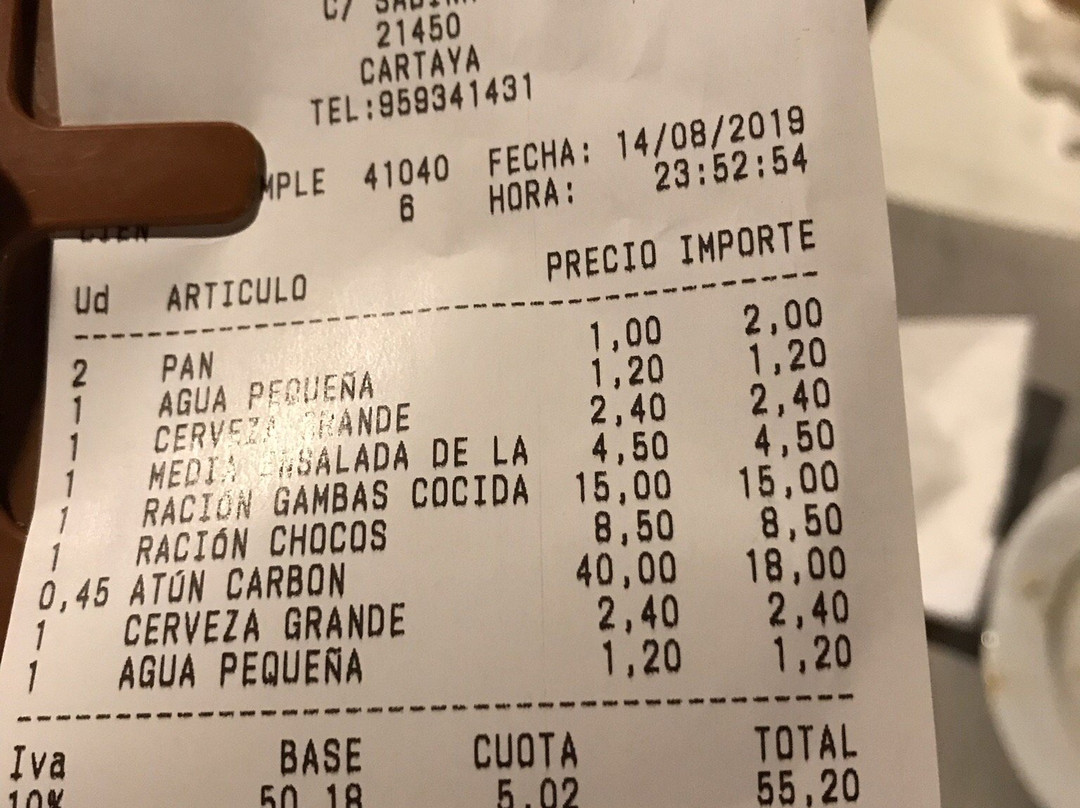 C/
21450
CARTAYA
TEL:959341431
MPLE 41040 FECHA: 14/08/2019
6 HORA: 23:52:54
Ud ARTICULO PRECIO IMPORTE
2 PAN 1,00 2,00
1 AGUA PEQUEÑA 1,20 1,20
1 CERVEZA GRANDE 2,40 2,40
1 MEDIA ENSALADA DE LA 4,50 4,50
1 RACIÓN GAMBAS COCIDA 15,00 15,00
1 RACIÓN CHOCOS 8,50 8,50
0,45 ATÚN CARBON 40,00 18,00
1 CERVEZA GRANDE 2,40 2,40
1 AGUA PEQUEÑA 1,20 1,20
Iva BASE CUOTA TOTAL
10% 50,18 5,02 55,20